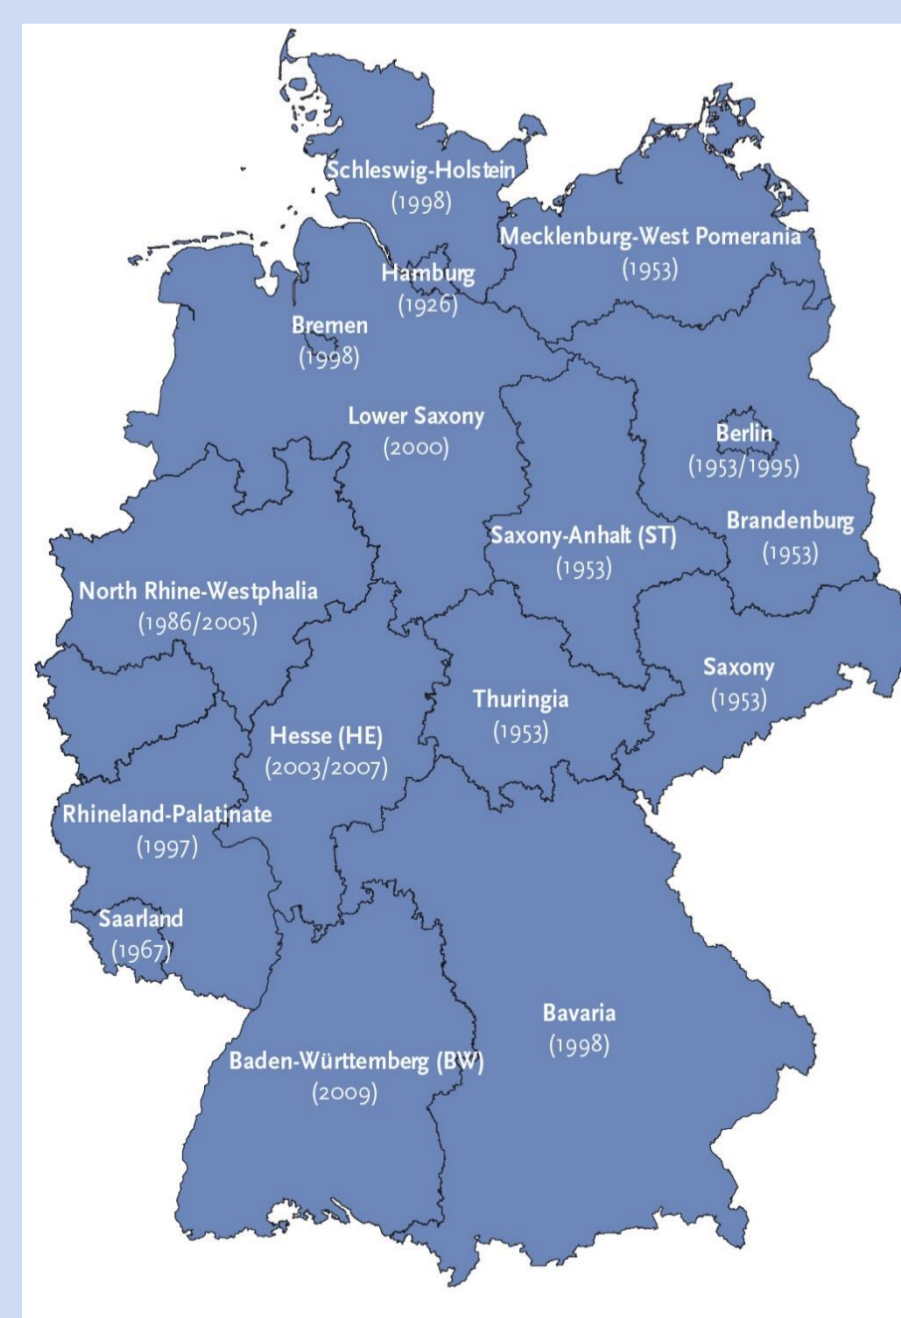 Schleswig-Holstein
(1998)
Mecklenburg-West Pomerania
(1953)
Hamburg
(1926)
Bremen
(1998)
Lower Saxony
(2000)
Berlin
(1953/1995)
Brandenburg
(1953)
Saxony-Anhalt (ST)
(1953)
North Rhine-Westphalia
(1986/2005)
Saxony
(1953)
Thuringia
(1953)
Hesse (HE)
(2003/2007)
Rhineland-Palatinate
(1997)
Saarland
(1967)
Bavaria
(1998)
Baden-Württemberg (BW)
(2009)